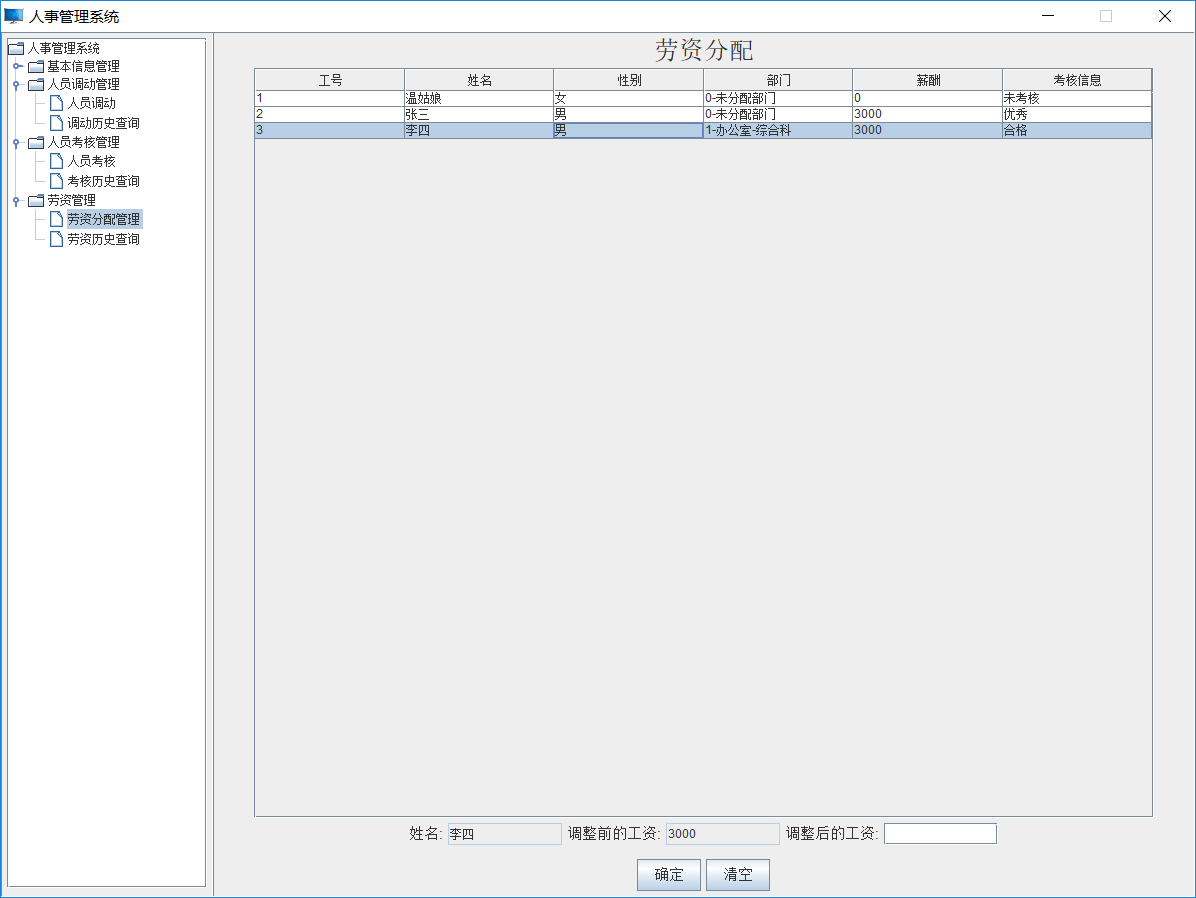 人事管理系统
人事管理系统
基本信息管理
人员调动管理
人员调动
调动历史查询
人员考核管理
人员考核
考核历史查询
劳资管理
劳资分配管理
劳资历史查询
劳资分配
工号 姓名 性别 部门 薪酬 考核信息
1 温姑娘 女 0-未分配部门 0 未考核
2 张三 男 0-未分配部门 3000 优秀
3 李四 男 1-办公室-综合科 3000 合格
姓名: 李四 调整前的工资: 3000 调整后的工资:
确定 清空